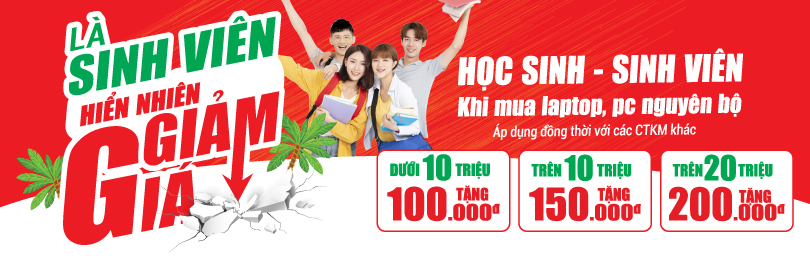 LÀ
SINH VIÊN
HIỂN NHIÊN
GIẢM
GIÁ
HỌC SINH - SINH VIÊN
Khi mua laptop, pc nguyên bộ
Áp dụng đồng thời với các CTKM khác
DƯỚI 10 TRIỆU
TẶNG
100.000đ
TRÊN 10 TRIỆU
TẶNG
150.000đ
TRÊN 20 TRIỆU
TẶNG
200.000đ